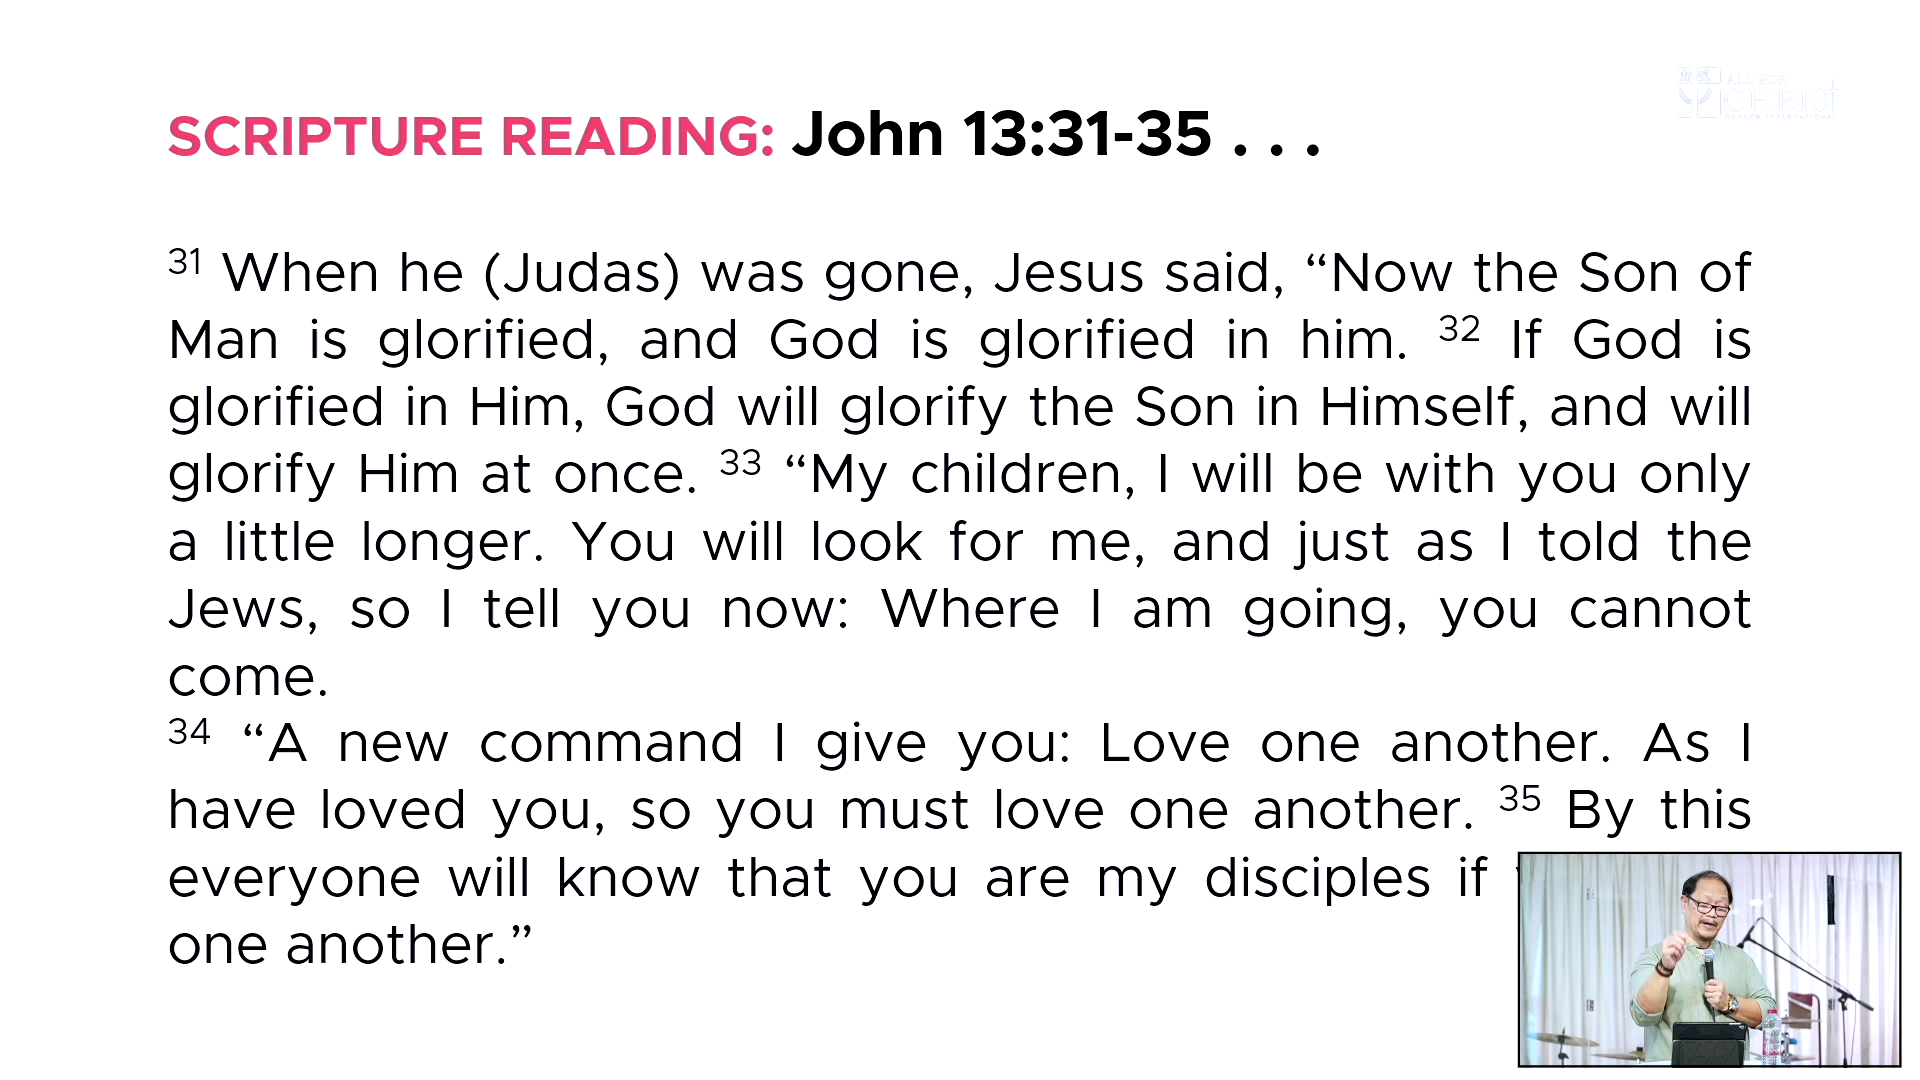 ALL FOR
CHRIST
CHURCH INTERNATIONAL
SCRIPTURE READING: John 13:31-35 . . .
31 When he (Judas) was gone, Jesus said, “Now the Son of
Man is glorified, and God is glorified in him. 32 If God is
glorified in Him, God will glorify the Son in Himself, and will
glorify Him at once. 33 “My children, I will be with you only
a little longer. You will look for me, and just as I told the
Jews, so I tell you now: Where I am going, you cannot
come.
34 “A new command I give you: Love one another. As I
have loved you, so you must love one another. 35 By this
everyone will know that you are my disciples if
one another.”